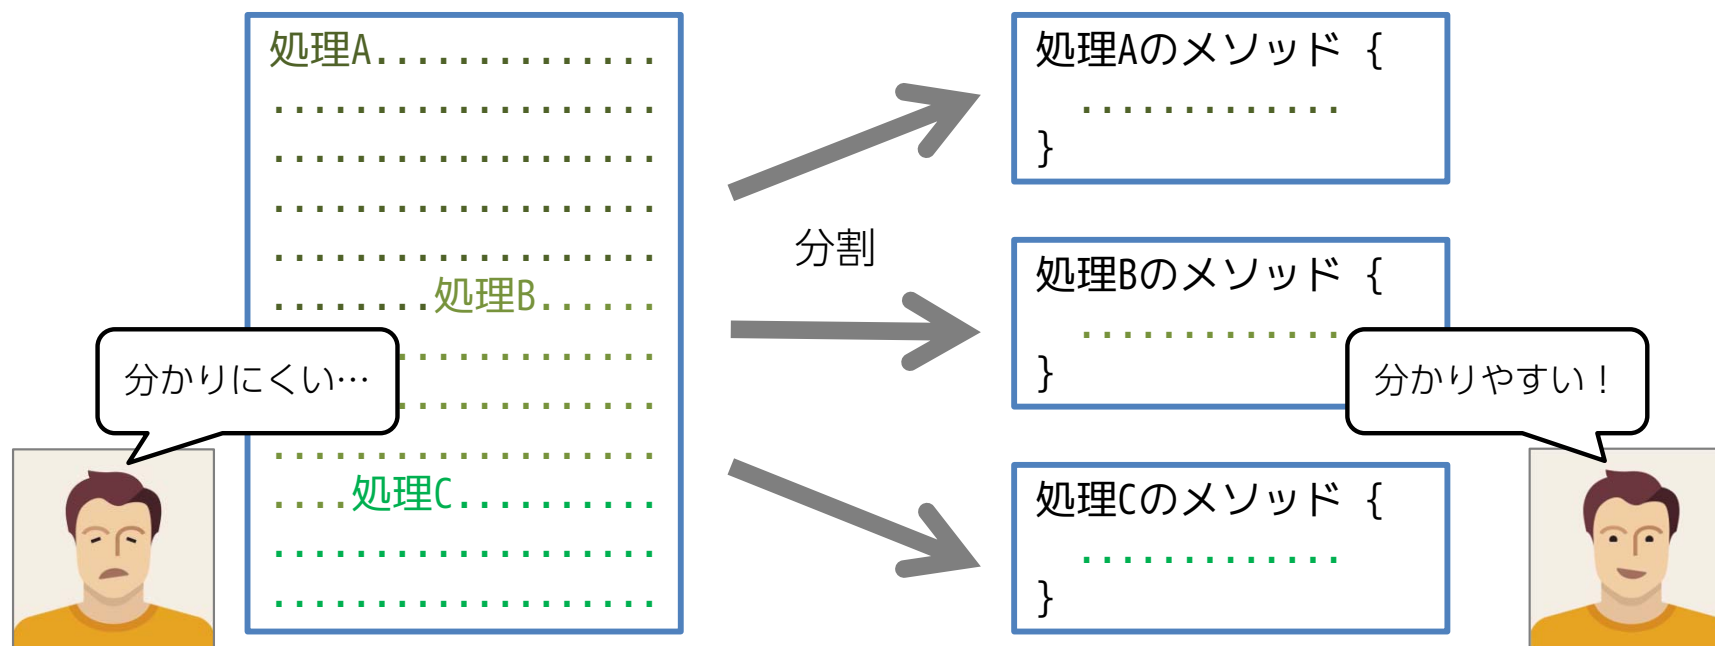 処理A..............
...................
...................
...................
...................
........処理B......
.............
.............
...................
....処理C..........
...................
...................
分かりにくい…
分割
処理Aのメソッド {
.............
}
処理Bのメソッド {
.............
}
分かりやすい！
処理Cのメソッド {
.............
}